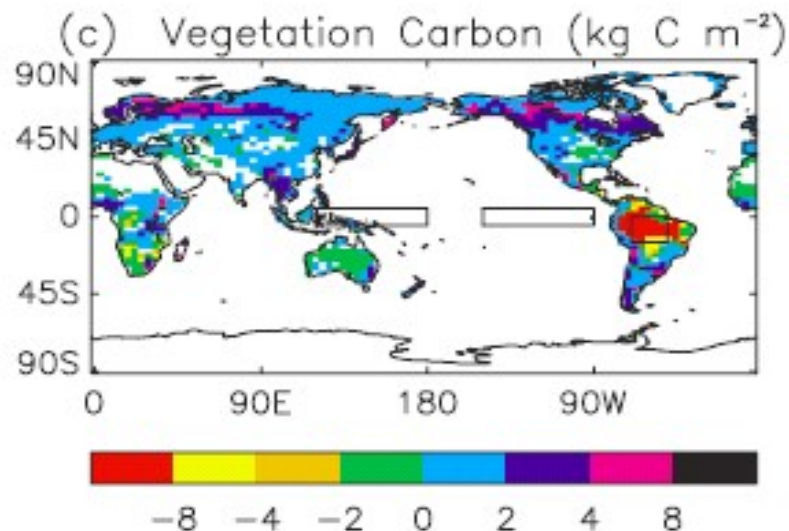 (c) Vegetation Carbon (kg C m⁻²)
90N
45N
0
45S
90S
0 90E 180 90W
−8 −4 −2 0 2 4 8